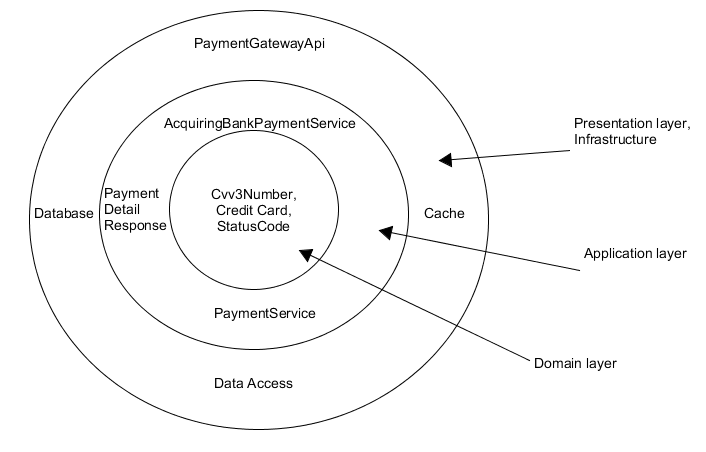 PaymentGatewayApi
AcquiringBankPaymentService
Presentation layer,
Infrastructure
Cvv3Number,
Credit Card,
StatusCode
Payment
Detail
Response
Database
Cache
Application layer
PaymentService
Domain layer
Data Access